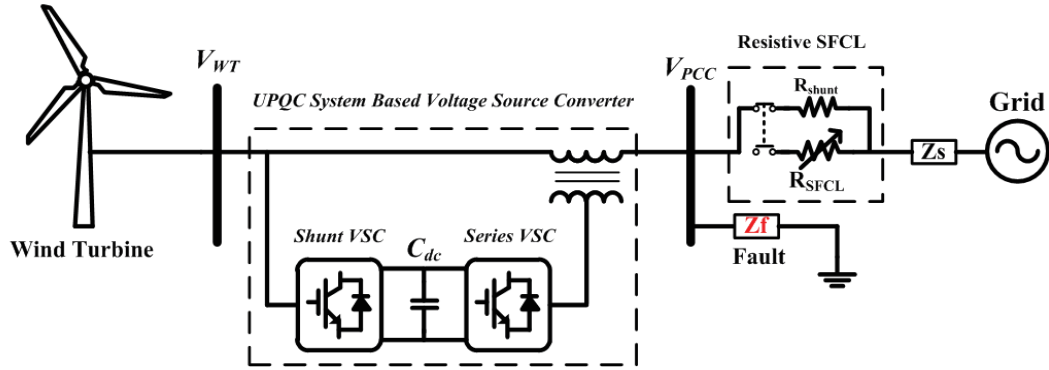 Resistive SFCL
V_WT
V_PCC
R_shunt
Grid
UPQC System Based Voltage Source Converter
Zs
R_SFCL
Wind Turbine
Shunt VSC
C_dc
Series VSC
Zf
Fault